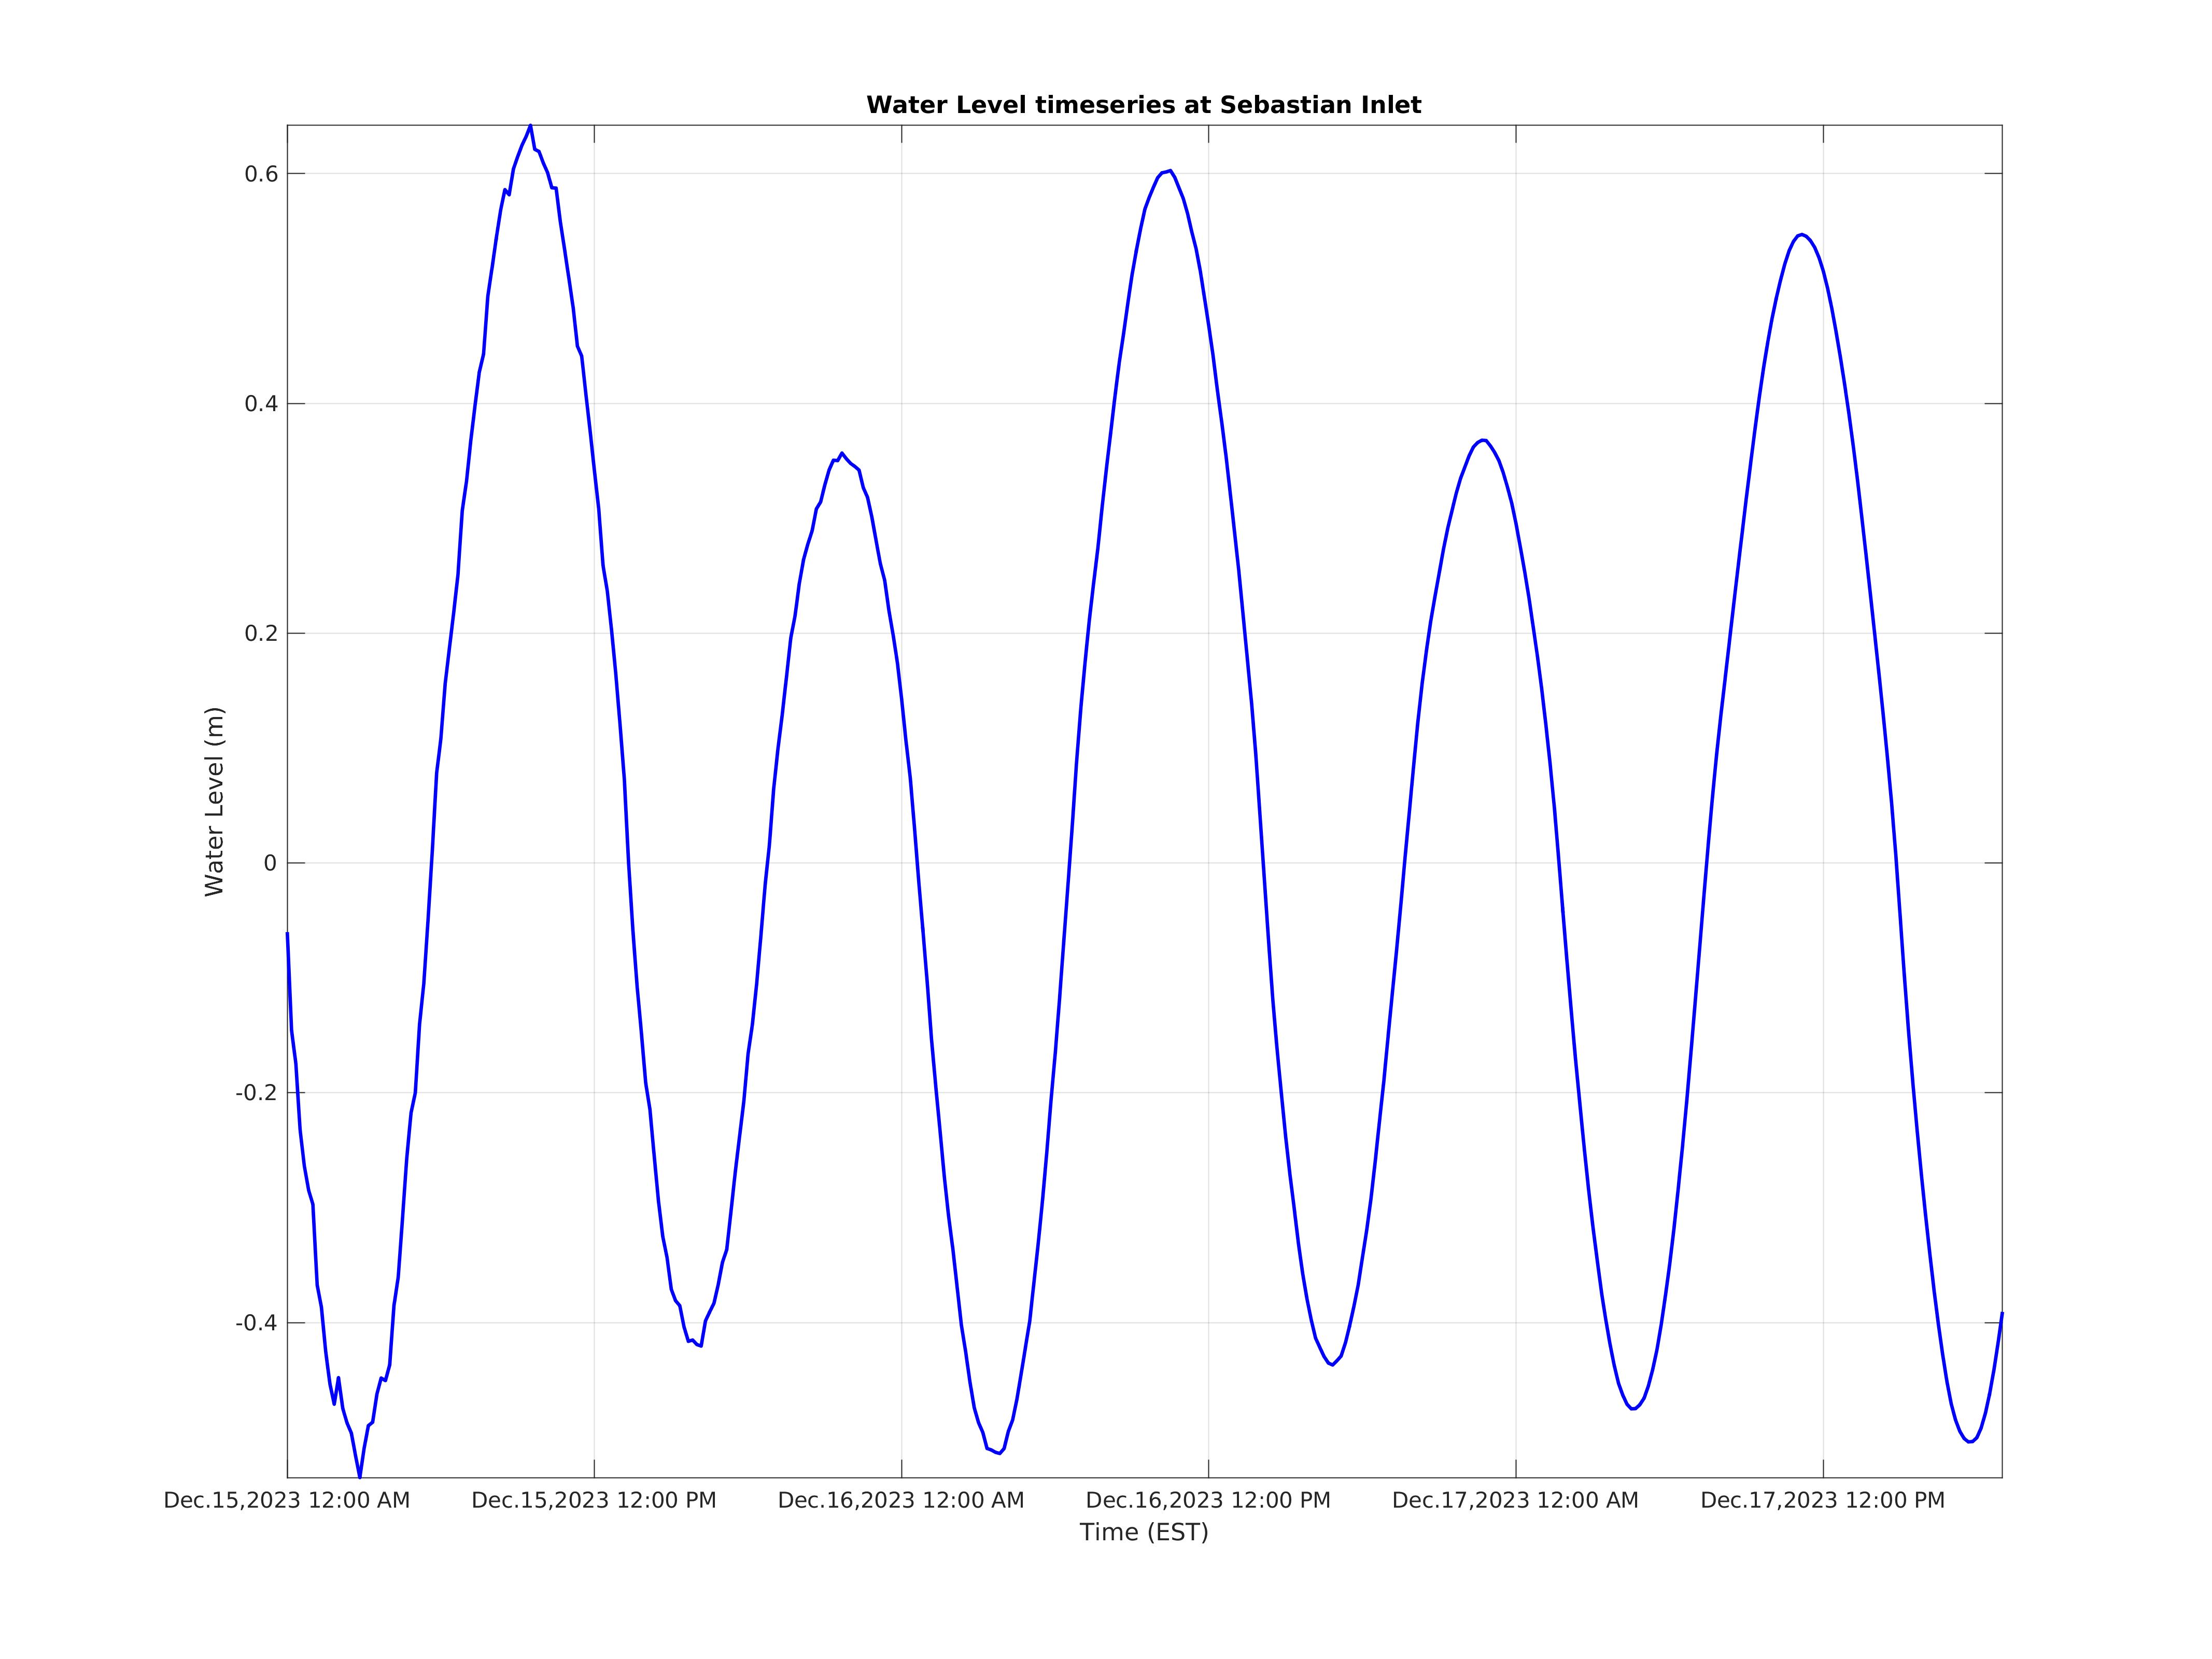 Water Level timeseries at Sebastian Inlet
0.6
0.4
0.2
0
-0.2
-0.4
Water Level (m)
Dec.15,2023 12:00 AM Dec.15,2023 12:00 PM Dec.16,2023 12:00 AM Dec.16,2023 12:00 PM Dec.17,2023 12:00 AM Dec.17,2023 12:00 PM
Time (EST)